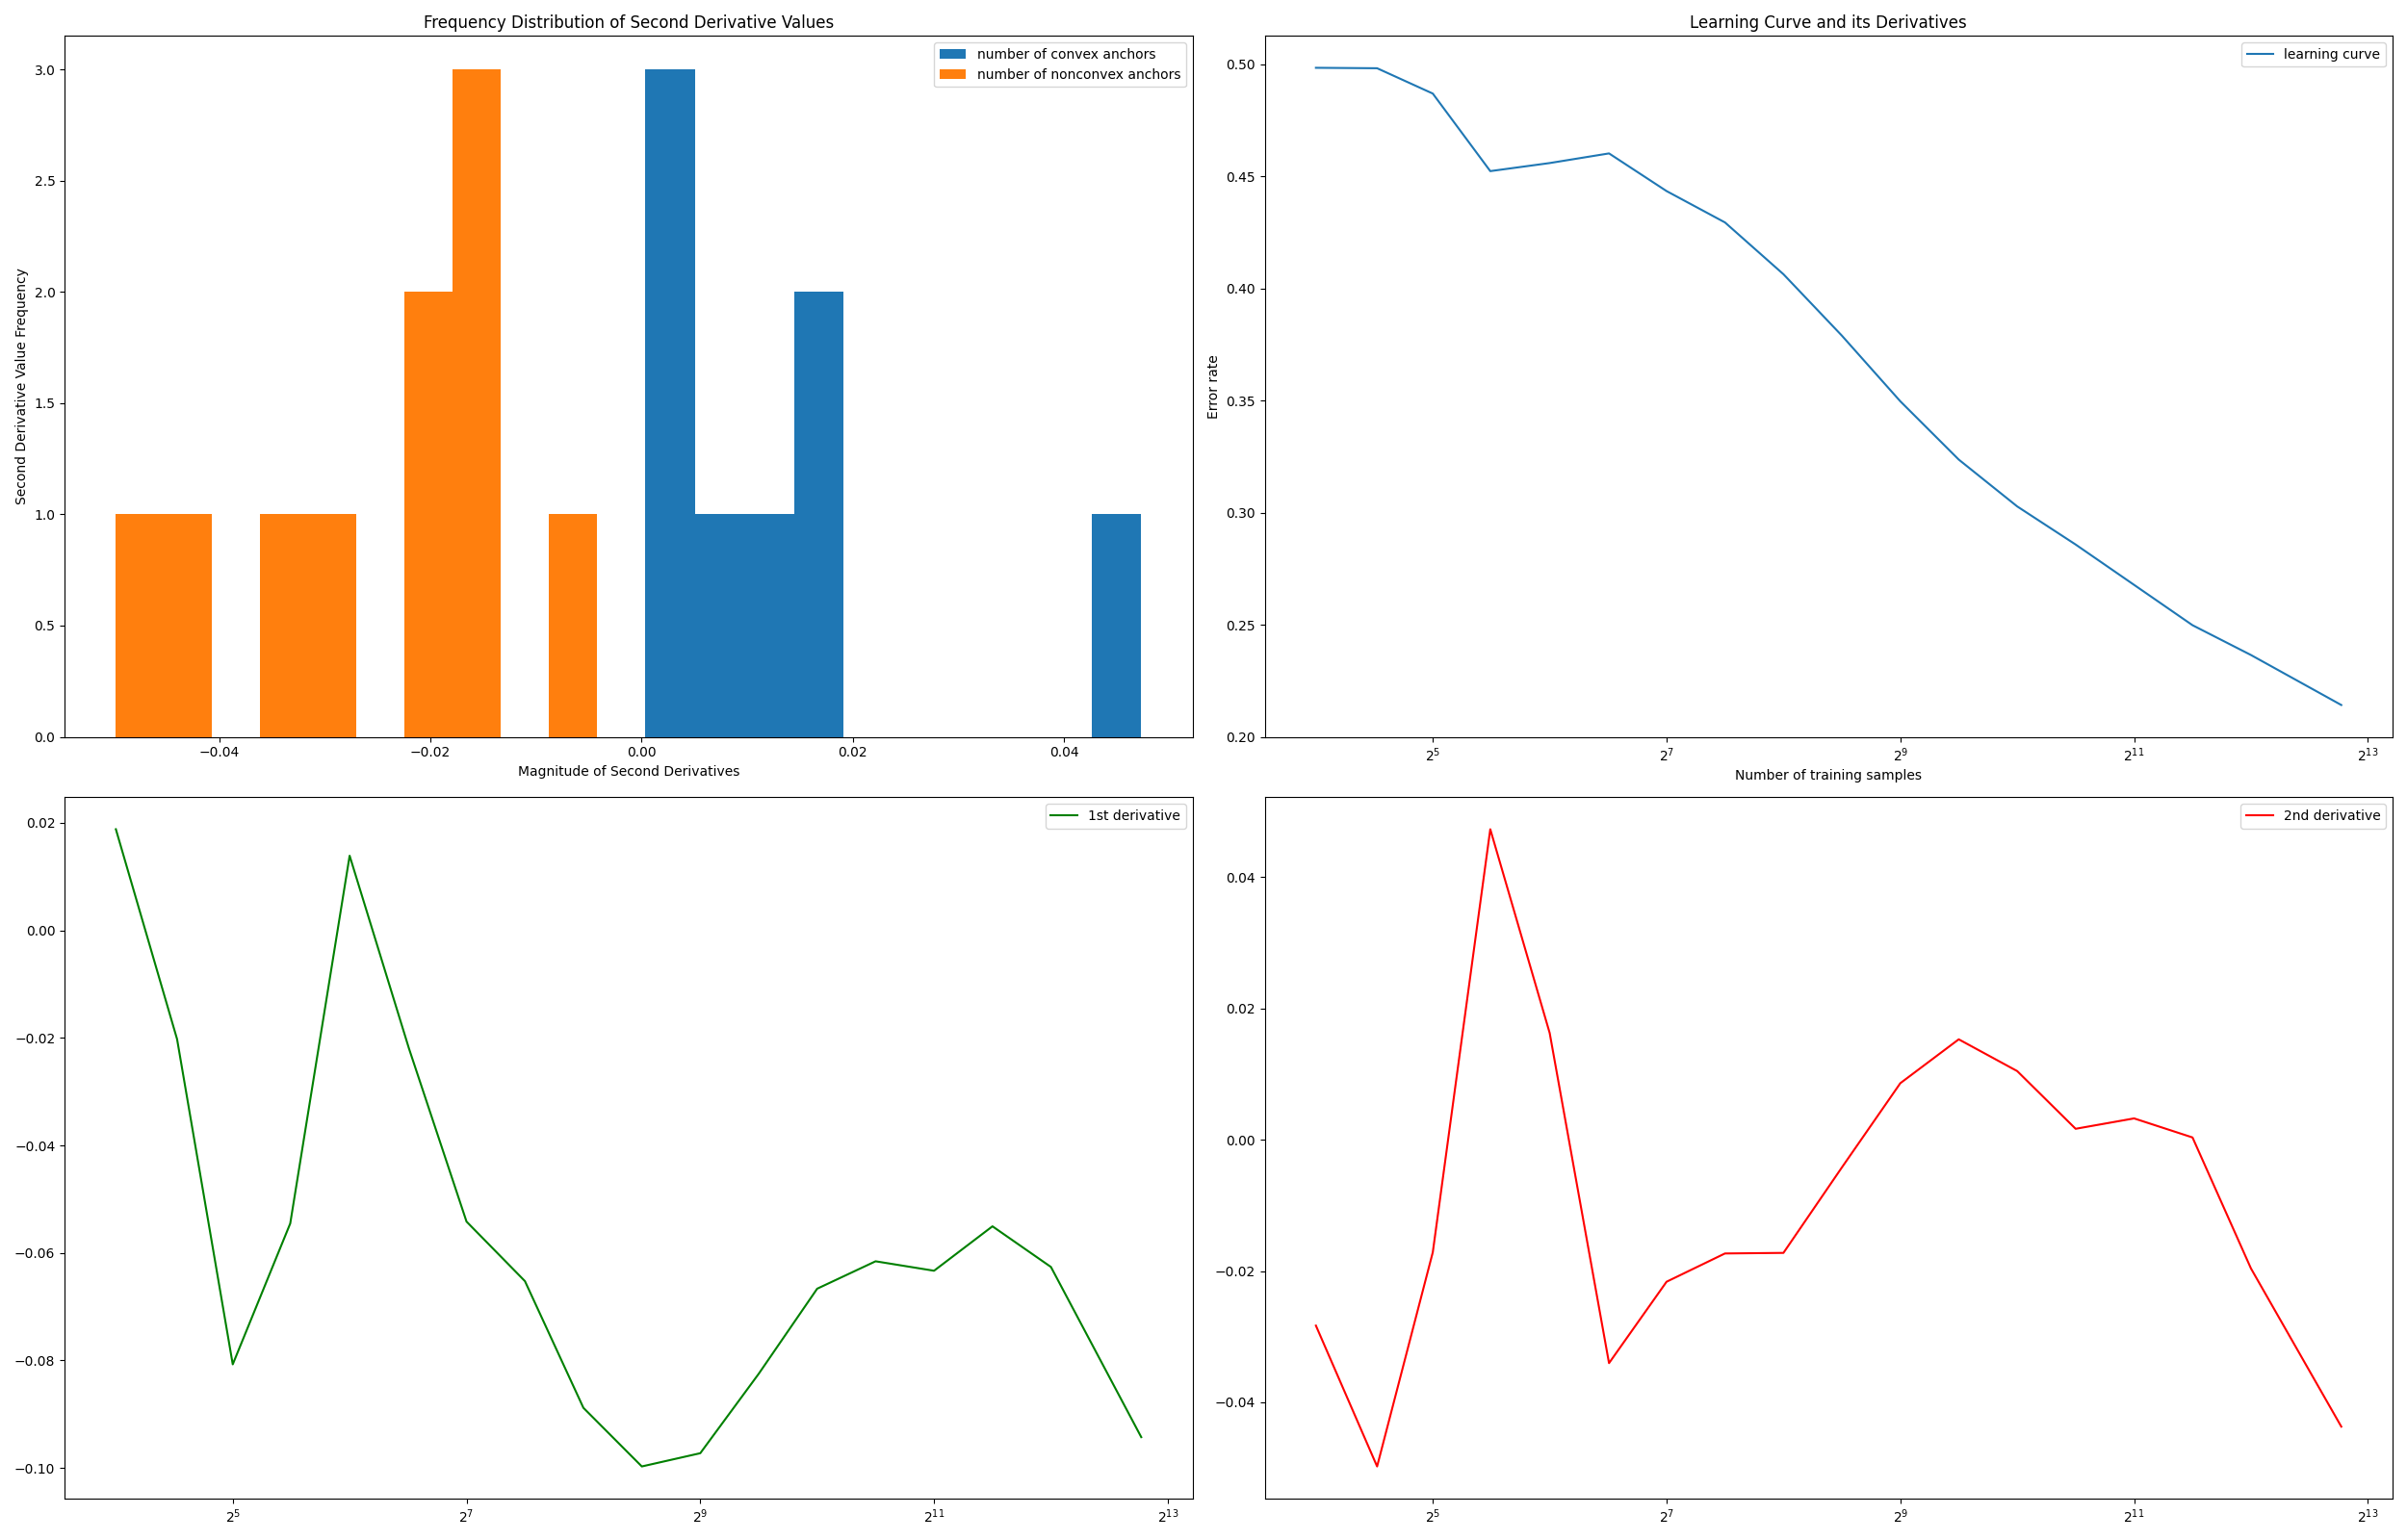 Frequency Distribution of Second Derivative Values
number of convex anchors
number of nonconvex anchors
3.0
2.5
2.0
1.5
1.0
0.5
0.0
Second Derivative Value Frequency
−0.04 −0.02 0.00 0.02 0.04
Magnitude of Second Derivatives
Learning Curve and its Derivatives
learning curve
0.50
0.45
0.40
0.35
0.30
0.25
0.20
Error rate
2^5 2^7 2^9 2^11 2^13
Number of training samples
1st derivative
0.02
0.00
−0.02
−0.04
−0.06
−0.08
−0.10
2^5 2^7 2^9 2^11 2^13
2nd derivative
0.04
0.02
0.00
−0.02
−0.04
2^5 2^7 2^9 2^11 2^13